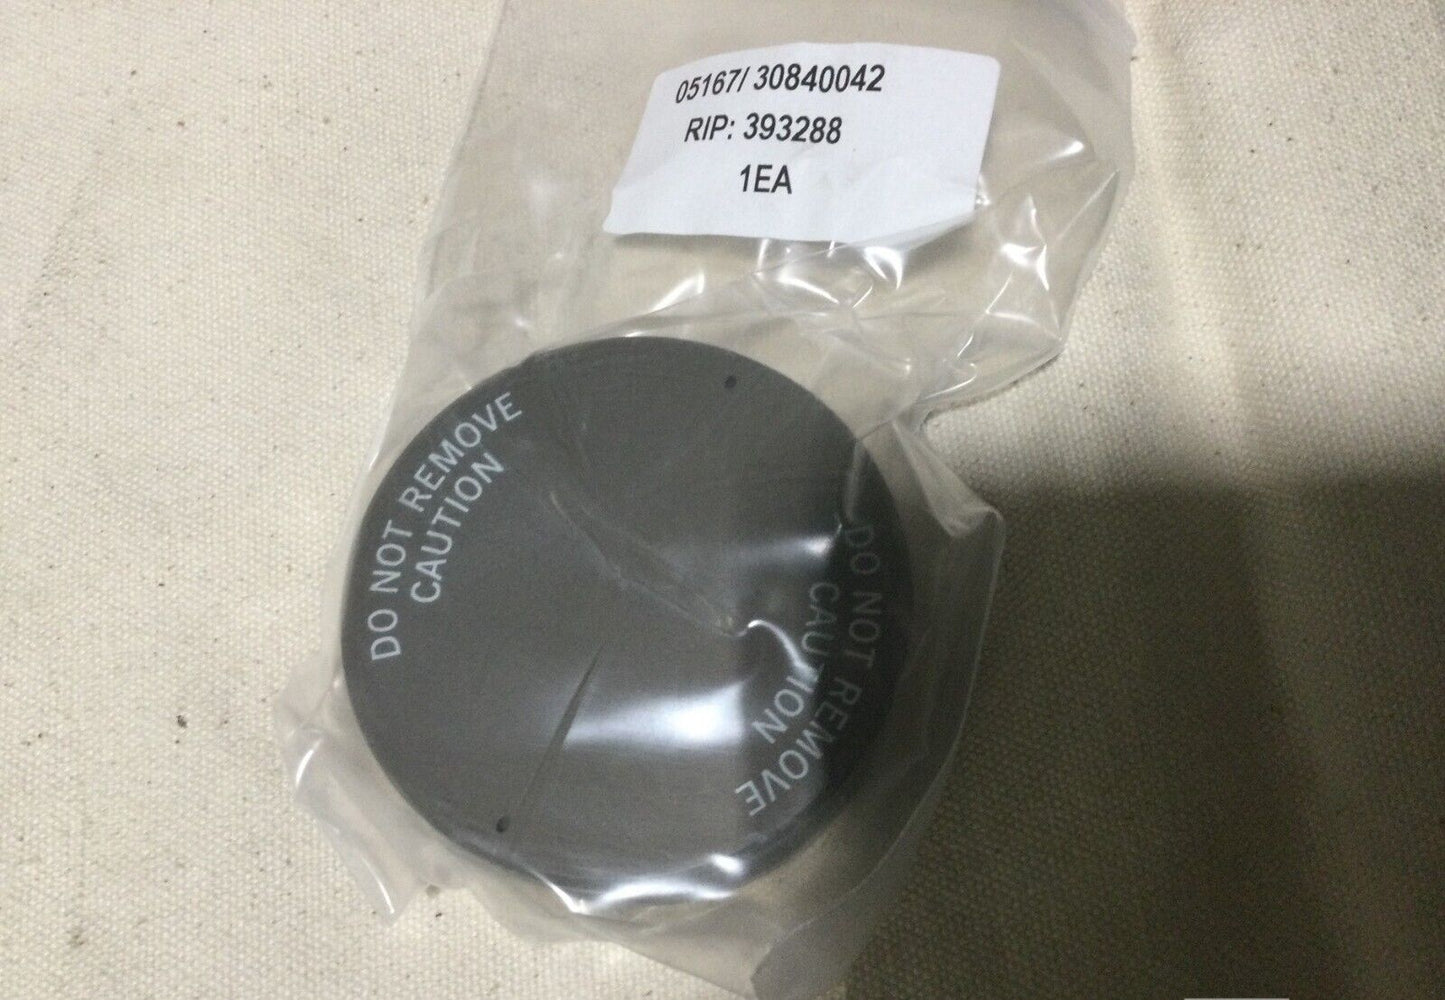 05167/ 30840042
RIP: 393288
1EA
DO NOT REMOVE
CAUTION
DO NOT REMOVE
CAUTION